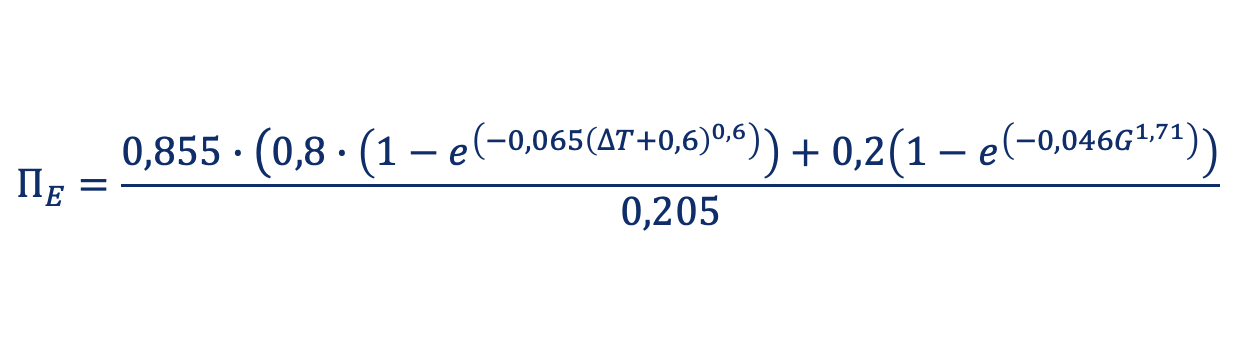 Π_E = \frac{0,855 · (0,8 · (1 − e^{(−0,065(ΔT+0,6)^{0,6})}) + 0,2(1 − e^{(−0,046G^{1,71})})}{0,205}